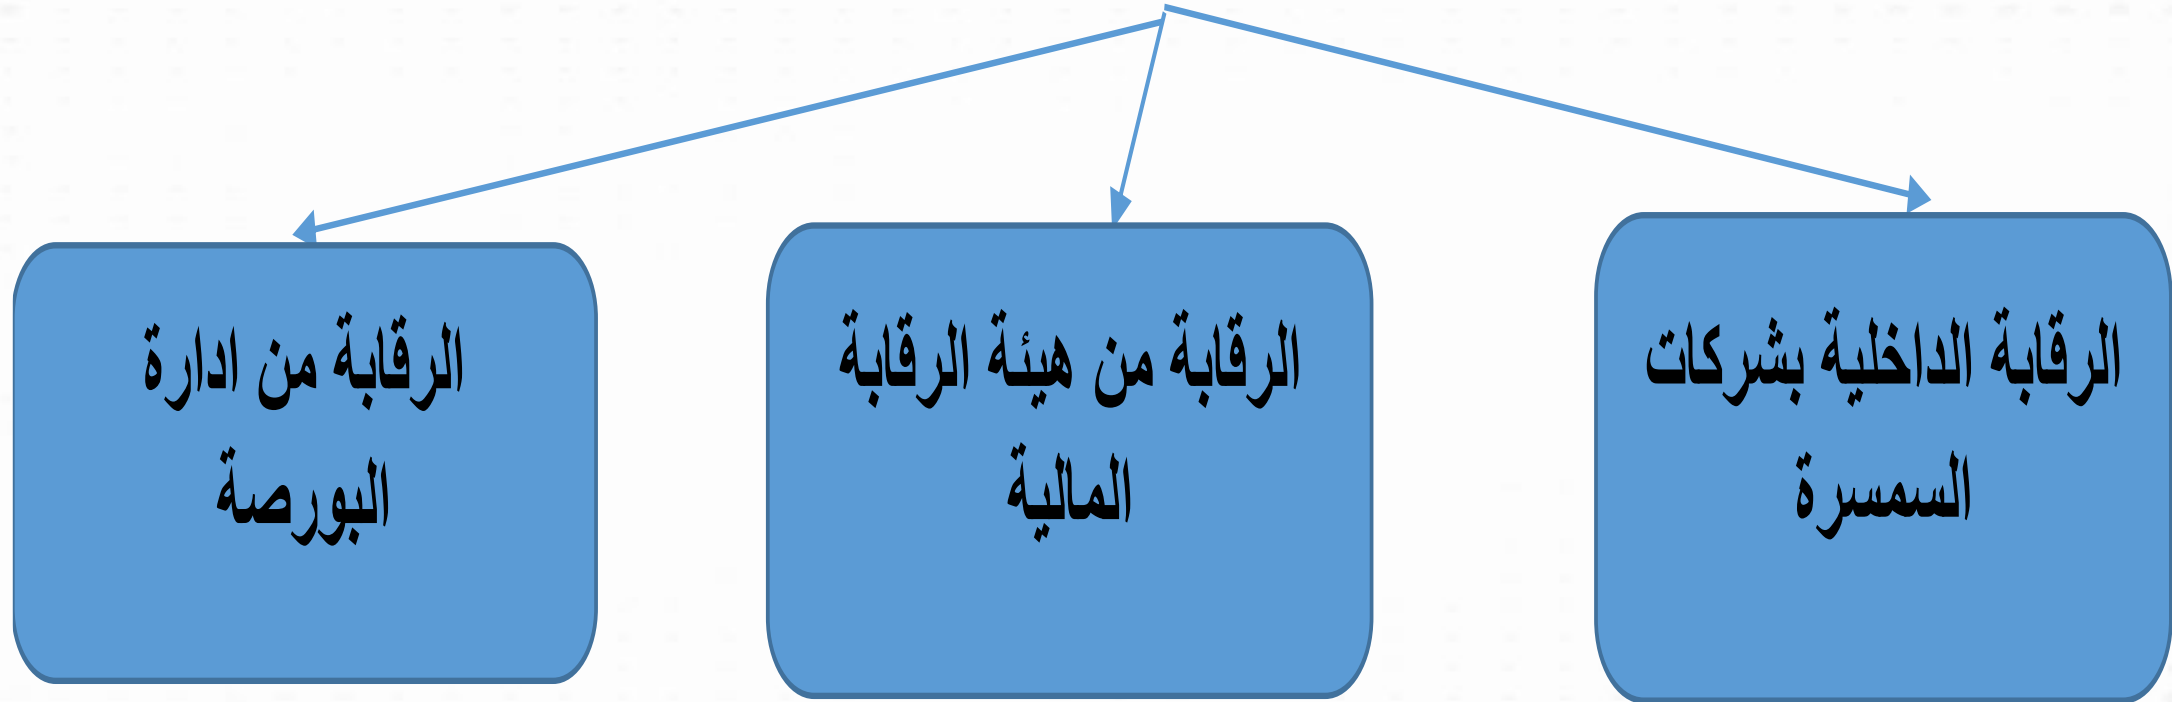 الرقابة الداخلية بشركات
السمسرة
الرقابة من هيئة الرقابة
المالية
الرقابة من ادارة
البورصة